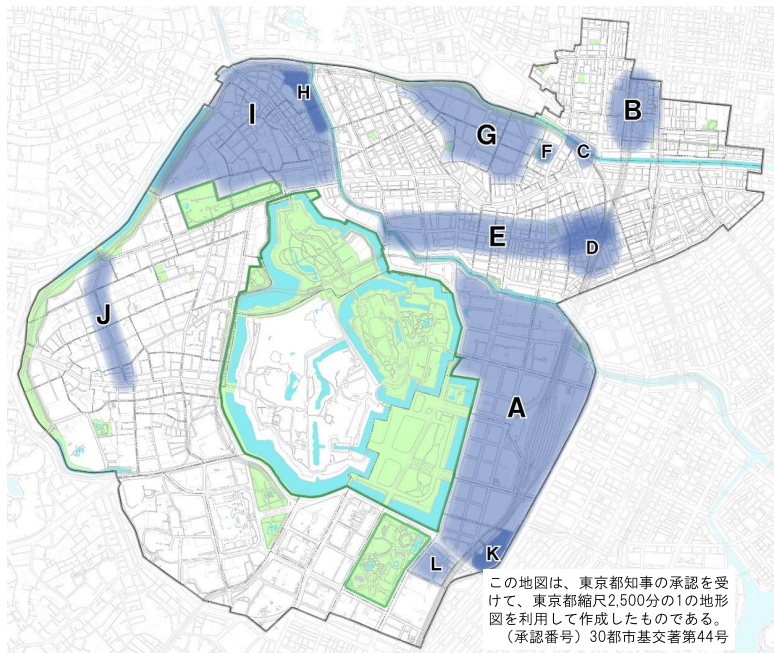 B
H
I
G
F
C
E
D
J
A
K
L
この地図は、東京都知事の承認を受
けて、東京都縮尺2,500分の1の地形
図を利用して作成したものである。
（承認番号）30都市基交著第44号